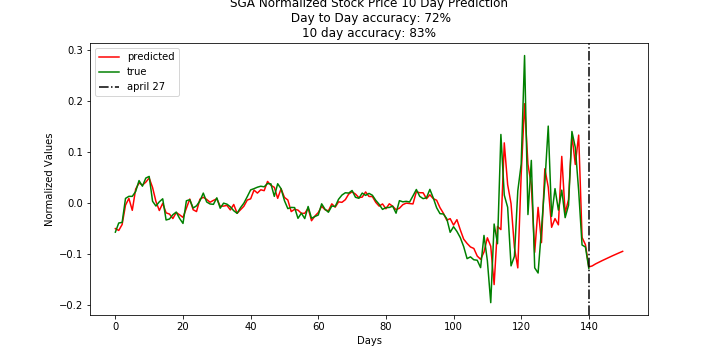 SGA Normalized Stock Price 10 Day Prediction
Day to Day accuracy: 72%
10 day accuracy: 83%
predicted
true
april 27
Normalized Values
0.3
0.2
0.1
0.0
−0.1
−0.2
0
20
40
60
80
100
120
140
Days